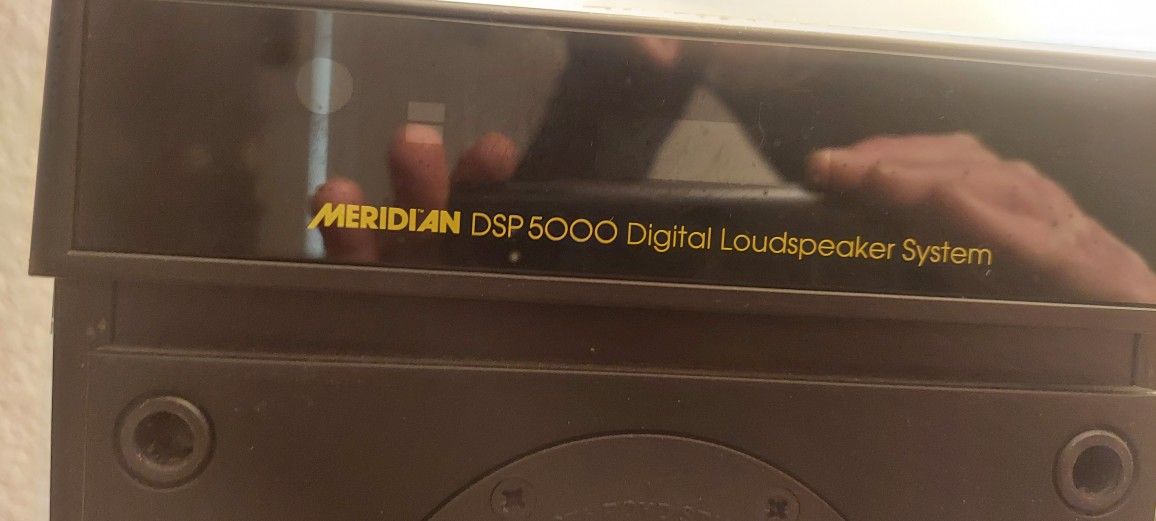 MERIDIAN DSP5000 Digital Loudspeaker System